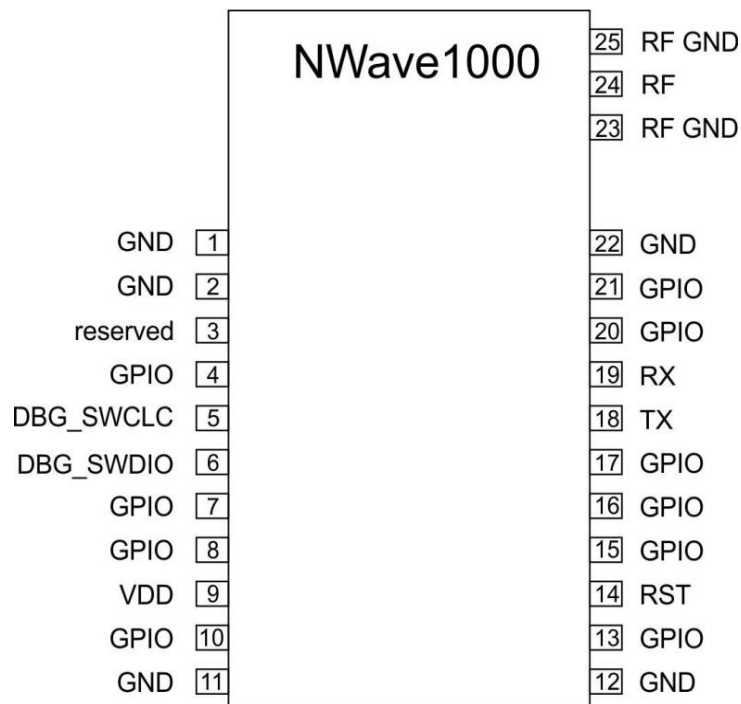 NWave1000
25 RF GND
24 RF
23 RF GND
GND 1
22 GND
GND 2
21 GPIO
reserved 3
20 GPIO
GPIO 4
19 RX
DBG_SWCLC 5
18 TX
DBG_SWDIO 6
17 GPIO
GPIO 7
16 GPIO
GPIO 8
15 GPIO
VDD 9
14 RST
GPIO 10
13 GPIO
GND 11
12 GND